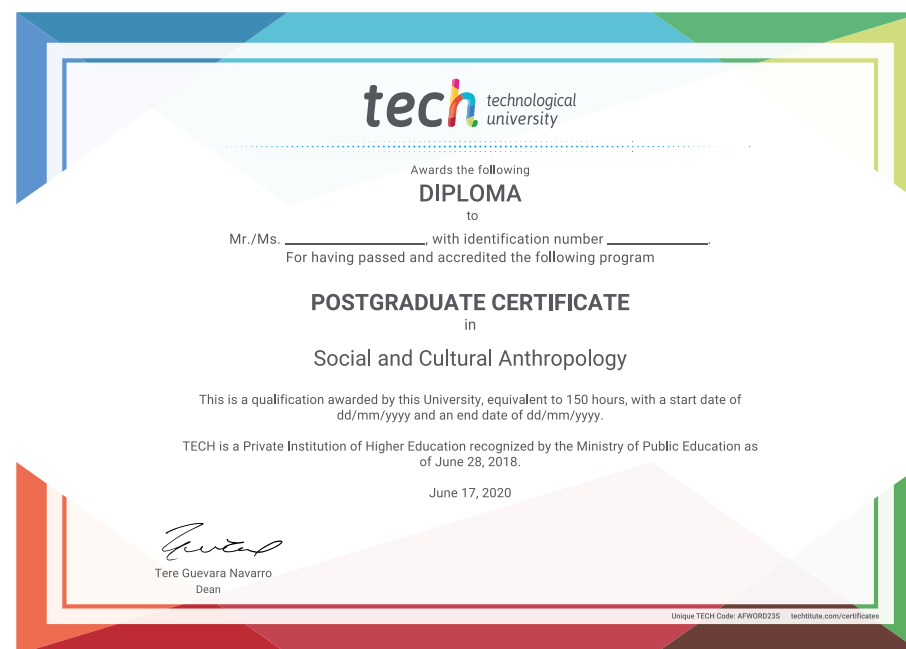 tech technological
university
Awards the following
DIPLOMA
to
Mr./Ms. ____________________, with identification number ______________.
For having passed and accredited the following program
POSTGRADUATE CERTIFICATE
in
Social and Cultural Anthropology
This is a qualification awarded by this University, equivalent to 150 hours, with a start date of
dd/mm/yyyy and an end date of dd/mm/yyyy.
TECH is a Private Institution of Higher Education recognized by the Ministry of Public Education as
of June 28, 2018.
June 17, 2020
Tere Guevara Navarro
Dean
Unique TECH Code: AFWORD23S techtitute.com/certificates